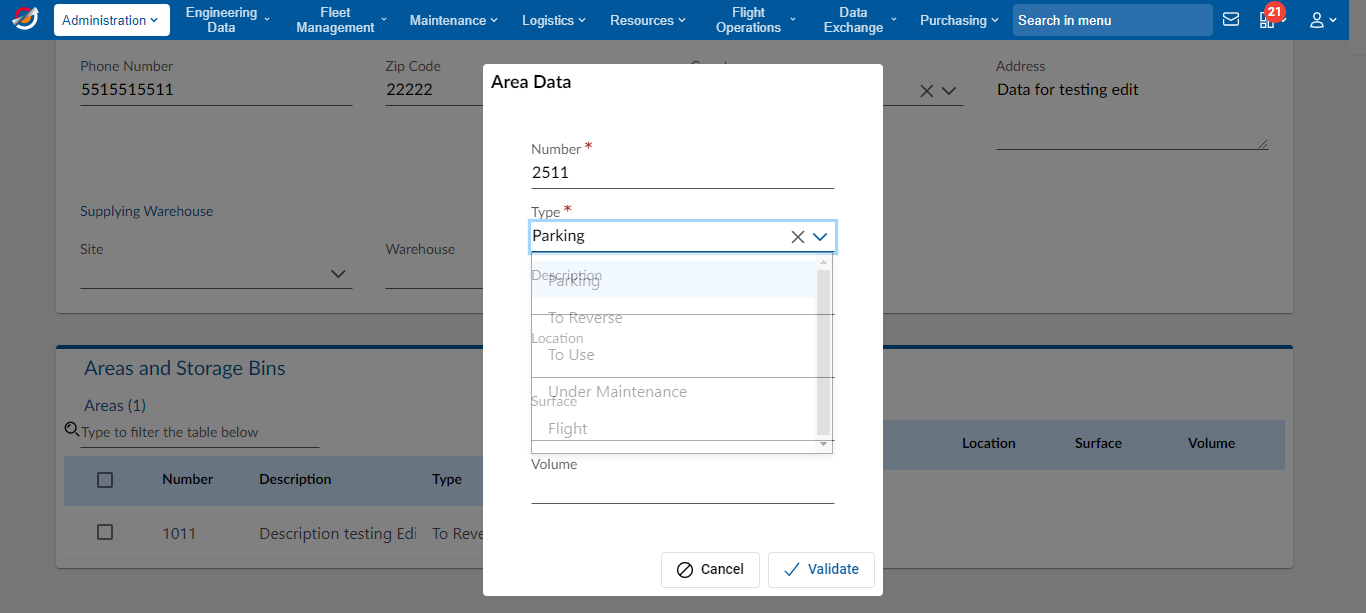 Administration
Engineering
Data
Fleet
Management
Maintenance
Logistics
Resources
Flight
Operations
Data
Exchange
Purchasing
Search in menu
21
Phone Number
Zip Code
Address
5515515511
22222
Data for testing edit
Supplying Warehouse
Site
Warehouse
Area Data
Number *
2511
Type *
Parking
Description
Parking
To Reverse
Location
To Use
Under Maintenance
Surface
Flight
Volume
Cancel
Validate
Areas and Storage Bins
Areas (1)
Type to filter the table below
Number Description Type Location Surface Volume
1011 Description testing Edi To Reve